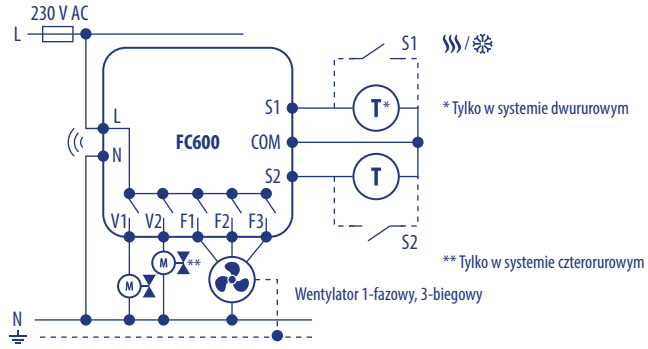 230 V AC
L
S1
/
S1
T*
* Tylko w systemie dwururowym
L
N
FC600
COM
S2
T
V1 V2 F1 F2 F3
S2
M
M
**
** Tylko w systemie czterorurowym
Wentylator 1-fazowy, 3-biegowy
N